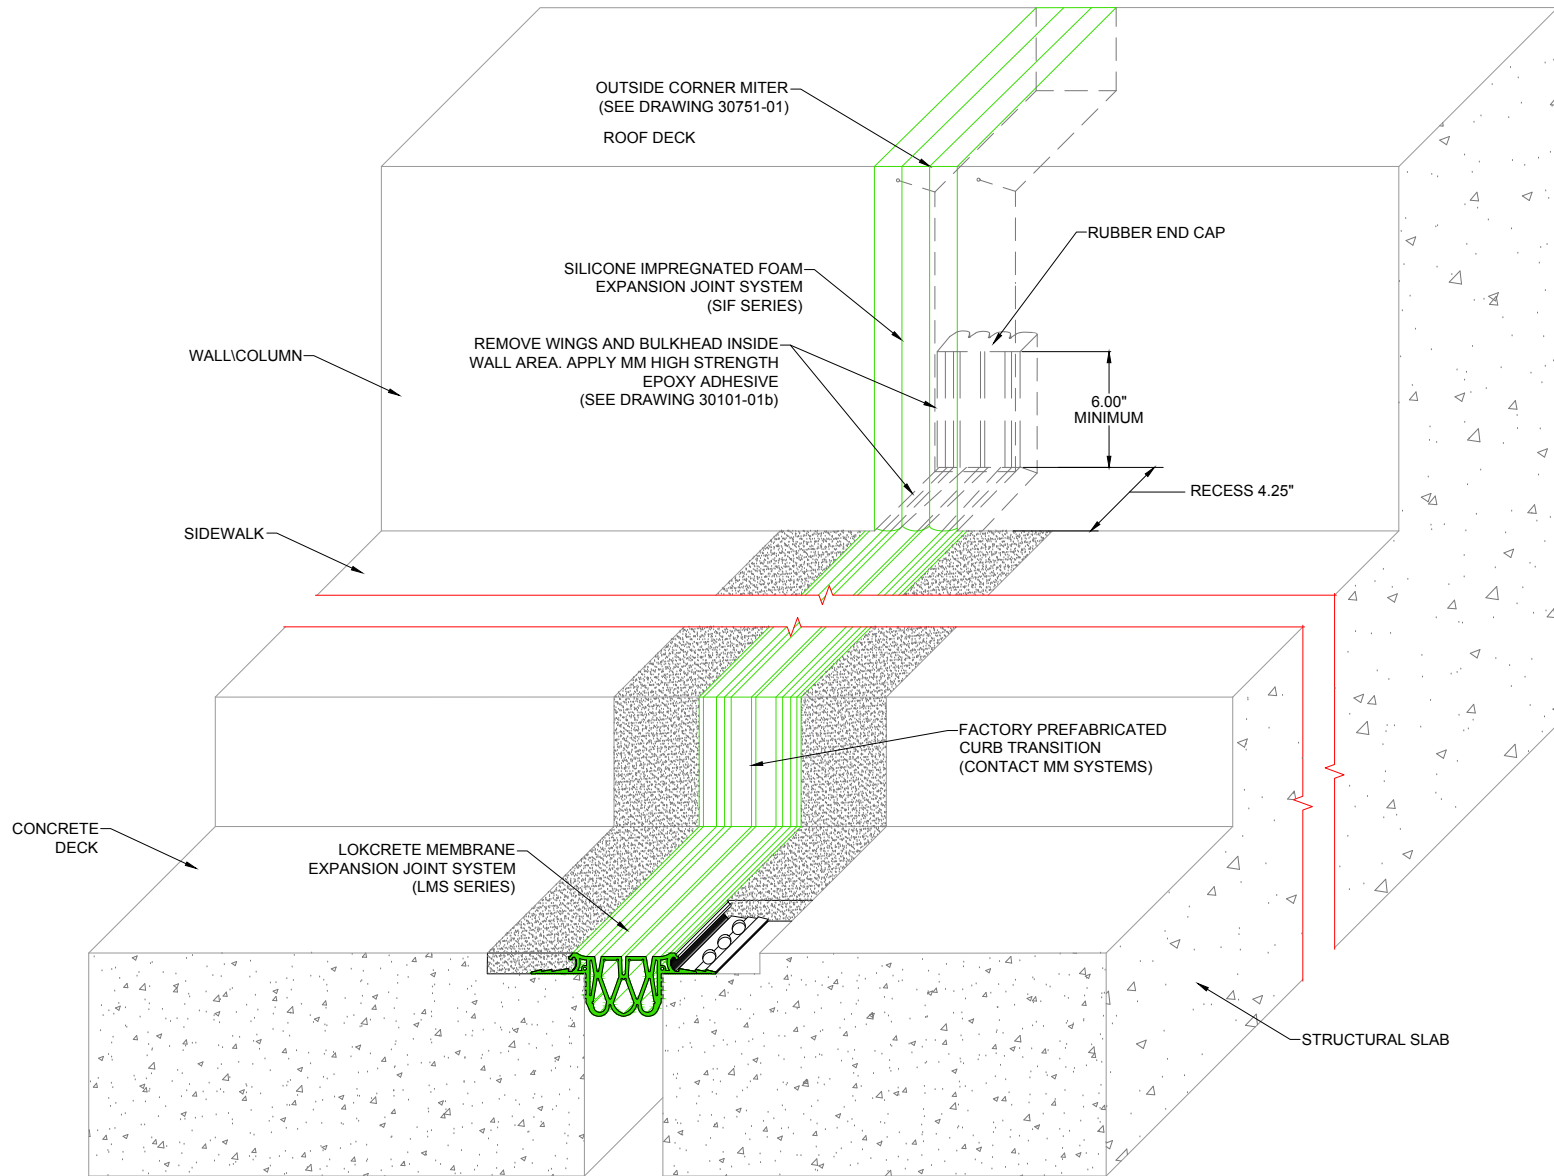 OUTSIDE CORNER MITER
(SEE DRAWING 30751-01)
ROOF DECK
RUBBER END CAP
SILICONE IMPREGNATED FOAM
EXPANSION JOINT SYSTEM
(SIF SERIES)
WALL\COLUMN
REMOVE WINGS AND BULKHEAD INSIDE
WALL AREA. APPLY MM HIGH STRENGTH
EPOXY ADHESIVE
(SEE DRAWING 30101-01b)
6.00"
MINIMUM
RECESS 4.25"
SIDEWALK
FACTORY PREFABRICATED
CURB TRANSITION
(CONTACT MM SYSTEMS)
CONCRETE
DECK
LOKCRETE MEMBRANE
EXPANSION JOINT SYSTEM
(LMS SERIES)
STRUCTURAL SLAB